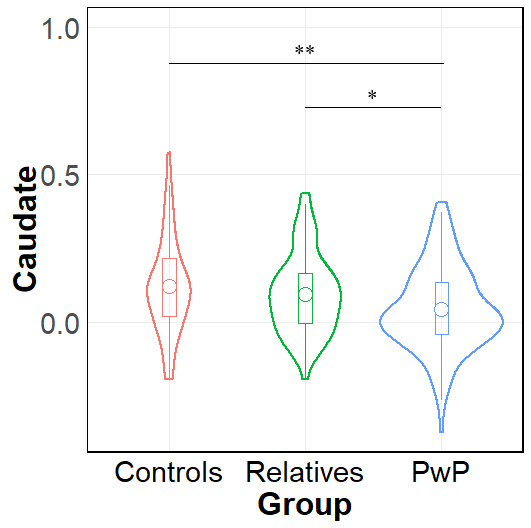 1.0
**
*
0.5
Caudate
0.0
Controls Relatives PwP
Group